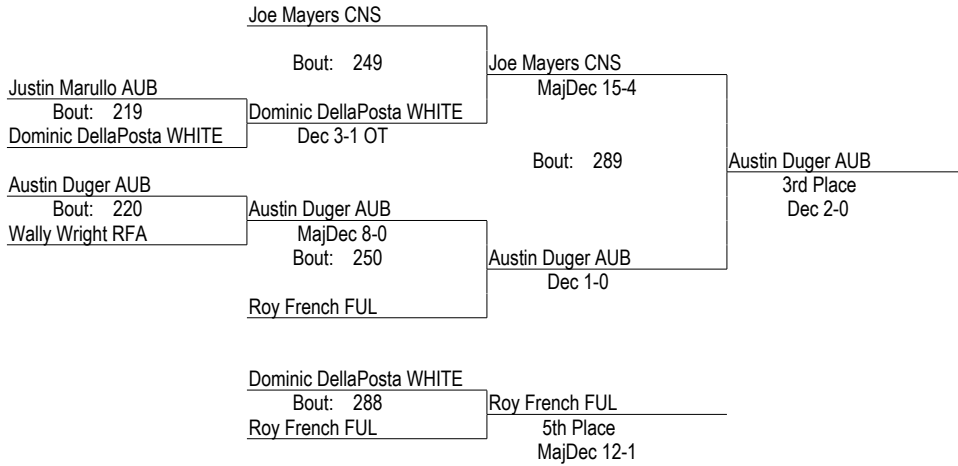 Joe Mayers CNS
Bout: 249
Joe Mayers CNS
MajDec 15-4
Justin Marullo AUB
Bout: 219
Dominic DellaPosta WHITE
Dominic DellaPosta WHITE
Dec 3-1 OT
Bout: 289
Austin Duger AUB
3rd Place
Dec 2-0
Austin Duger AUB
Bout: 220
Wally Wright RFA
Austin Duger AUB
MajDec 8-0
Bout: 250
Austin Duger AUB
Dec 1-0
Roy French FUL
Dominic DellaPosta WHITE
Bout: 288
Roy French FUL
Roy French FUL
5th Place
MajDec 12-1